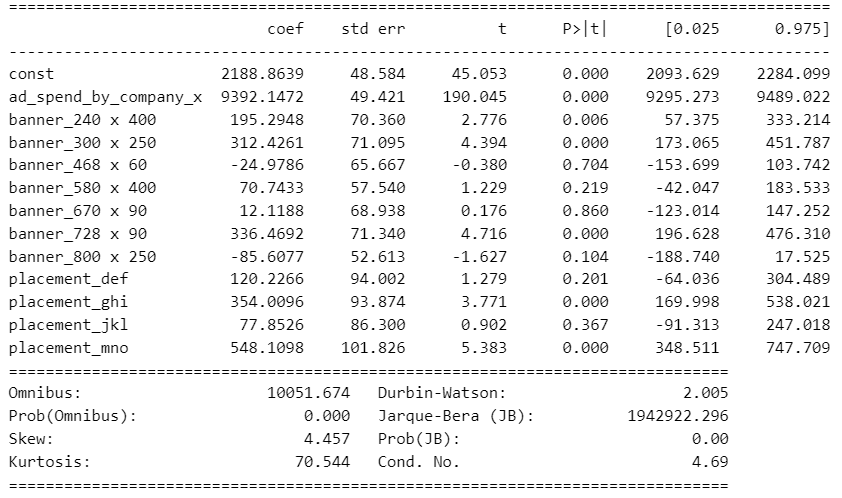 ==============================================================================
coef std err t P>|t| [0.025 0.975]
------------------------------------------------------------------------------
const 2188.8639 48.584 45.053 0.000 2093.629 2284.099
ad_spend_by_company_x 9392.1472 49.421 190.045 0.000 9295.273 9489.022
banner_240 x 400 195.2948 70.360 2.776 0.006 57.375 333.214
banner_300 x 250 312.4261 71.095 4.394 0.000 173.065 451.787
banner_468 x 60 -24.9786 65.667 -0.380 0.704 -153.699 103.742
banner_580 x 400 70.7433 57.540 1.229 0.219 -42.047 183.533
banner_670 x 90 12.1188 68.938 0.176 0.860 -123.014 147.252
banner_728 x 90 336.4692 71.340 4.716 0.000 196.628 476.310
banner_800 x 250 -85.6077 52.613 -1.627 0.104 -188.740 17.525
placement_def 120.2266 94.002 1.279 0.201 -64.036 304.489
placement_ghi 354.0096 93.874 3.771 0.000 169.998 538.021
placement_jkl 77.8526 86.300 0.902 0.367 -91.313 247.018
placement_mno 548.1098 101.826 5.383 0.000 348.511 747.709
==============================================================================
Omnibus: 10051.674 Durbin-Watson: 2.005
Prob(Omnibus): 0.000 Jarque-Bera (JB): 1942922.296
Skew: 4.457 Prob(JB): 0.00
Kurtosis: 70.544 Cond. No. 4.69
==============================================================================